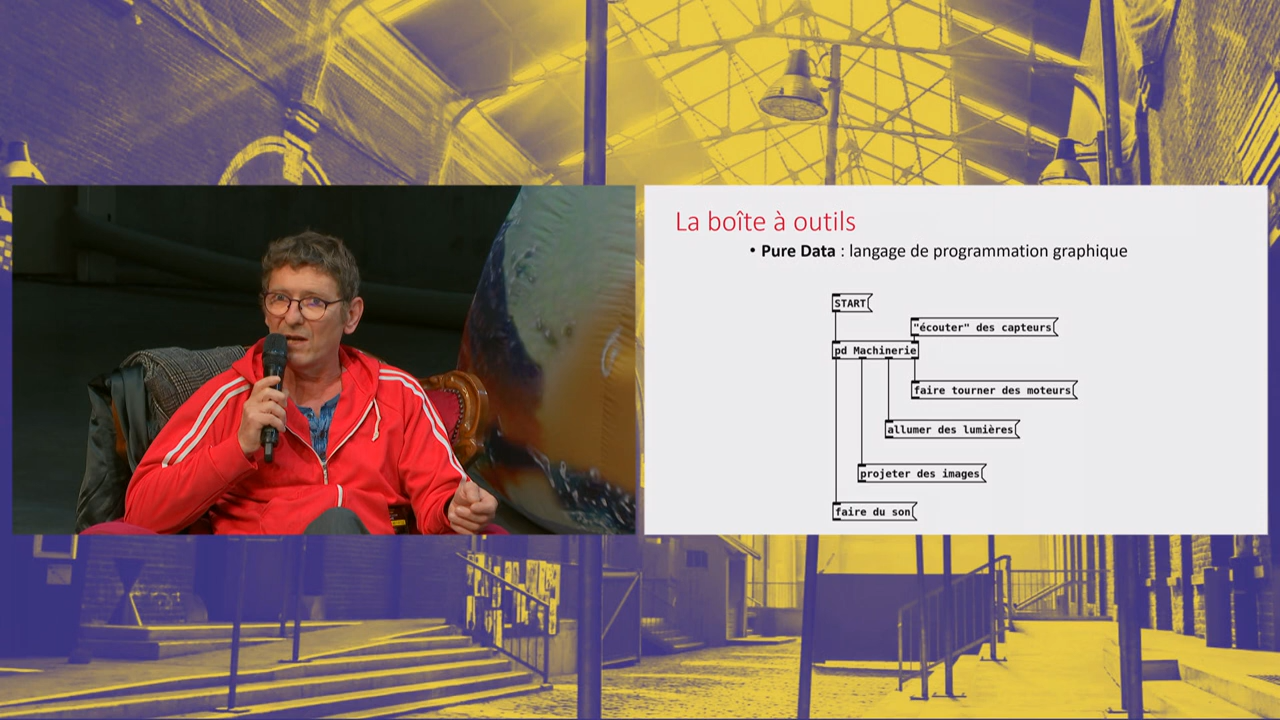 La boîte à outils
• Pure Data : langage de programmation graphique
START
"écouter" des capteurs
pd Machinerie
faire tourner des moteurs
allumer des lumières
projeter des images
faire du son